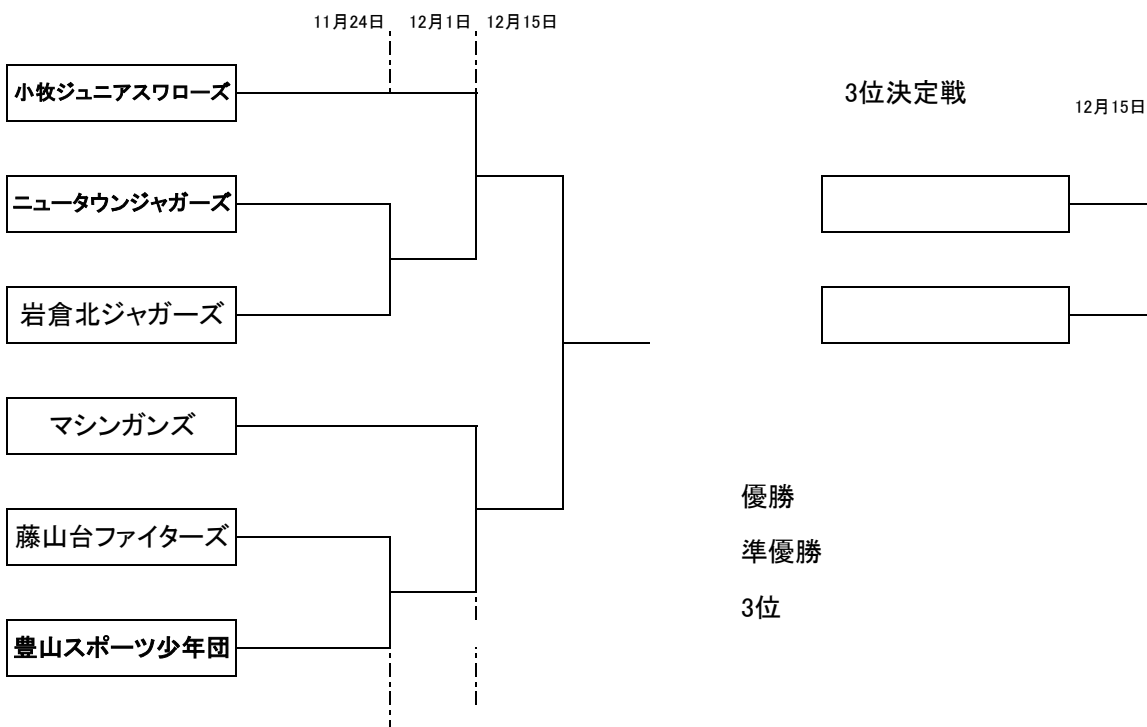 11月24日 12月1日 12月15日
小牧ジュニアスワローズ
3位決定戦
12月15日
ニュータウンジャガーズ
岩倉北ジャガーズ
マシンガンズ
優勝
藤山台ファイターズ
準優勝
3位
豊山スポーツ少年団